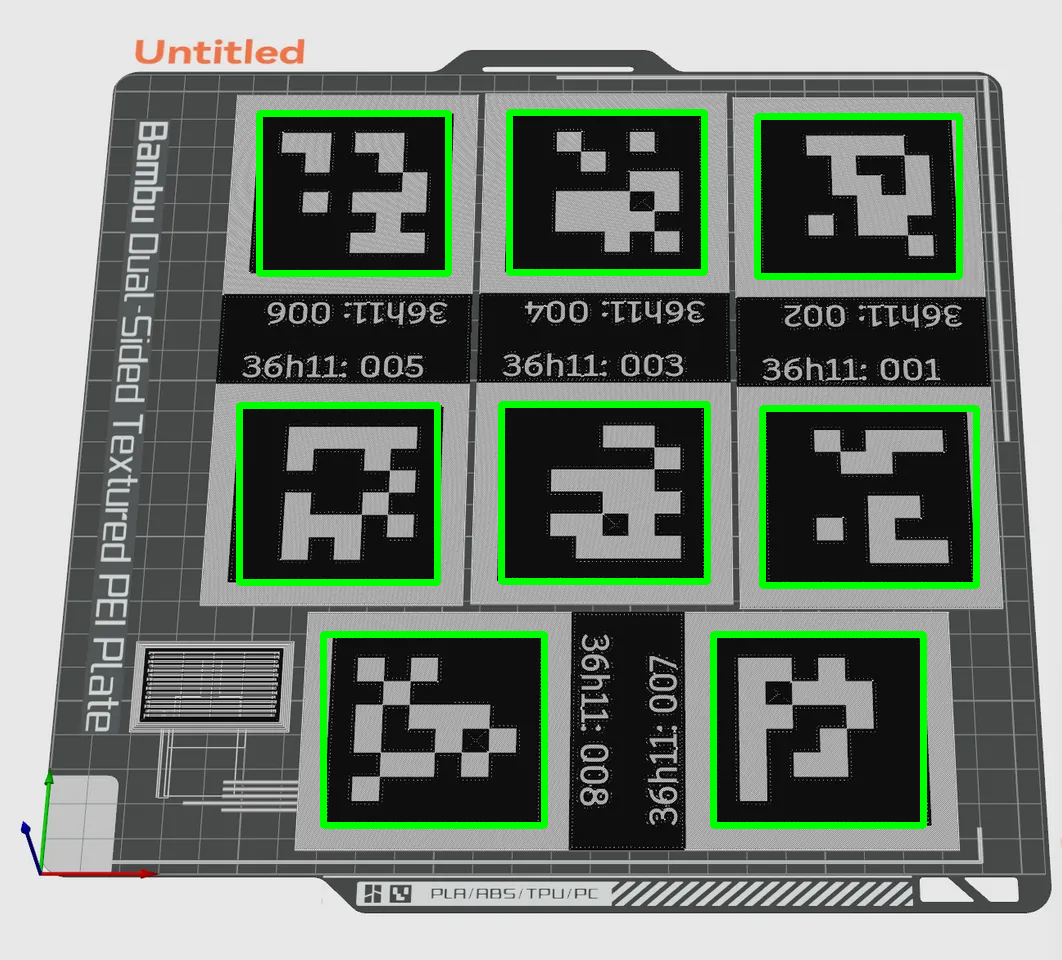 Untitled
Bambu Dual-Sided Textured PEI Plate
36h11: 006
36h11: 004
36h11: 002
36h11: 005
36h11: 003
36h11: 001
36h11: 008
36h11: 007
PLA/ABS/TPU/PC